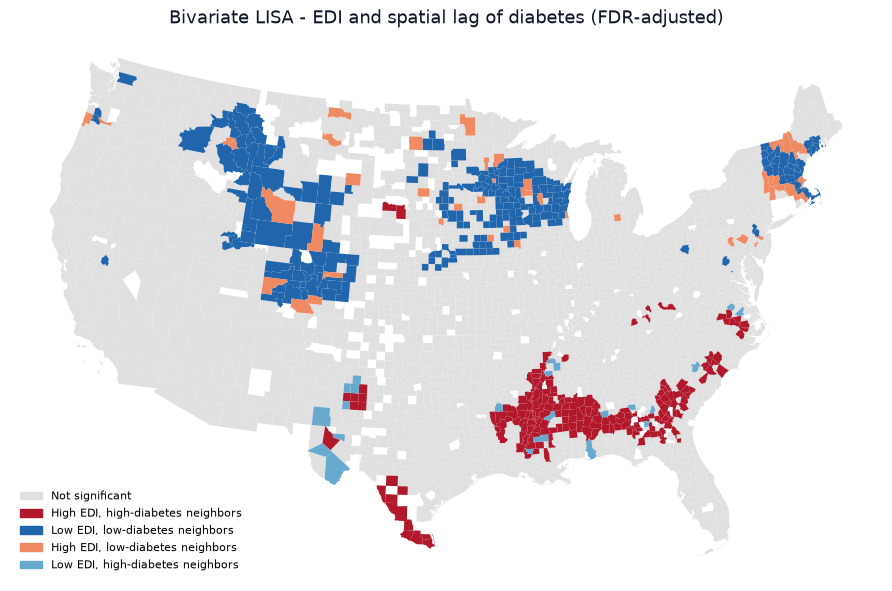 Bivariate LISA - EDI and spatial lag of diabetes (FDR-adjusted)
Not significant
High EDI, high-diabetes neighbors
Low EDI, low-diabetes neighbors
High EDI, low-diabetes neighbors
Low EDI, high-diabetes neighbors